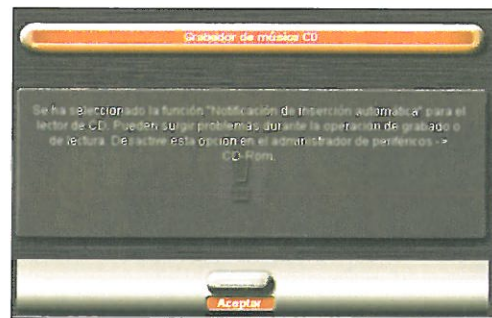 Grabador de música CD
Se ha seleccionado la función "Notificación de inserción automática" para el
lector de CD. Pueden surgir problemas durante la operación de grabado o
de lectura. Desactive esta opción en el administrador de periféricos ->
CD-Rom.
Aceptar